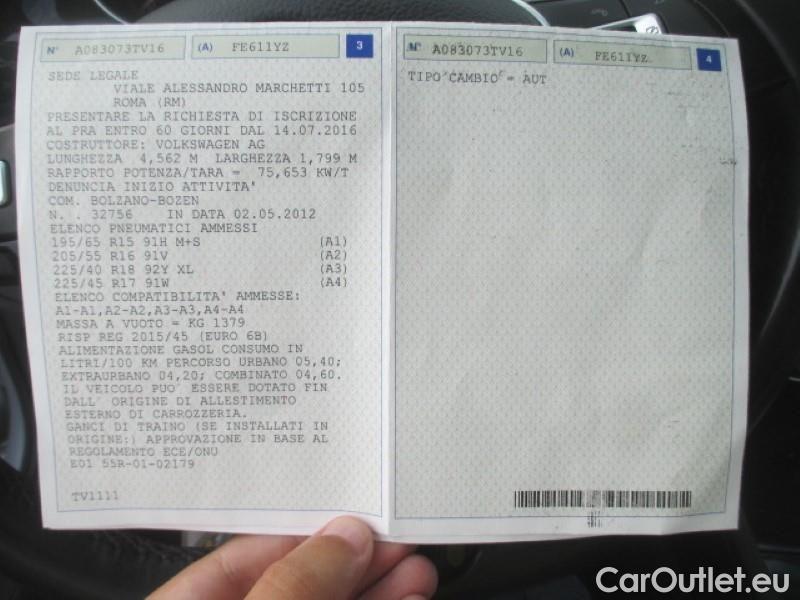 N° A083073TV16 (A) FE611YZ 3
SEDE LEGALE
VIALE ALESSANDRO MARCHETTI 105
ROMA (RM)
PRESENTARE LA RICHIESTA DI ISCRIZIONE
AL PRA ENTRO 60 GIORNI DAL 14.07.2016
COSTRUTTORE: VOLKSWAGEN AG
LUNGHEZZA 4,562 M LARGHEZZA 1,799 M
RAPPORTO POTENZA/TARA = 75,653 KW/T
DENUNCIA INIZIO ATTIVITA'
COM. BOLZANO-BOZEN
N. . 32756 IN DATA 02.05.2012
ELENCO PNEUMATICI AMMESSI
195/65 R15 91H M+S (A1)
205/55 R16 91V (A2)
225/40 R18 92Y XL (A3)
225/45 R17 91W (A4)
ELENCO COMPATIBILITA' AMMESSE:
A1-A1,A2-A2,A3-A3,A4-A4
MASSA A VUOTO = KG 1379
RISP REG 2015/45 (EURO 6B)
ALIMENTAZIONE GASOL CONSUMO IN
LITRI/100 KM PERCORSO URBANO 05,40;
EXTRAURBANO 04,20; COMBINATO 04,60.
IL VEICOLO PUO' ESSERE DOTATO FIN
DALL' ORIGINE DI ALLESTIMENTO
ESTERNO DI CARROZZERIA.
GANCI DI TRAINO (SE INSTALLATI IN
ORIGINE:) APPROVAZIONE IN BASE AL
REGOLAMENTO ECE/ONU
E01 55R-01-02179
TV1111
N° A083073TV16 (A) FE611YZ 4
TIPO CAMBIO = AUT
CarOutlet.eu